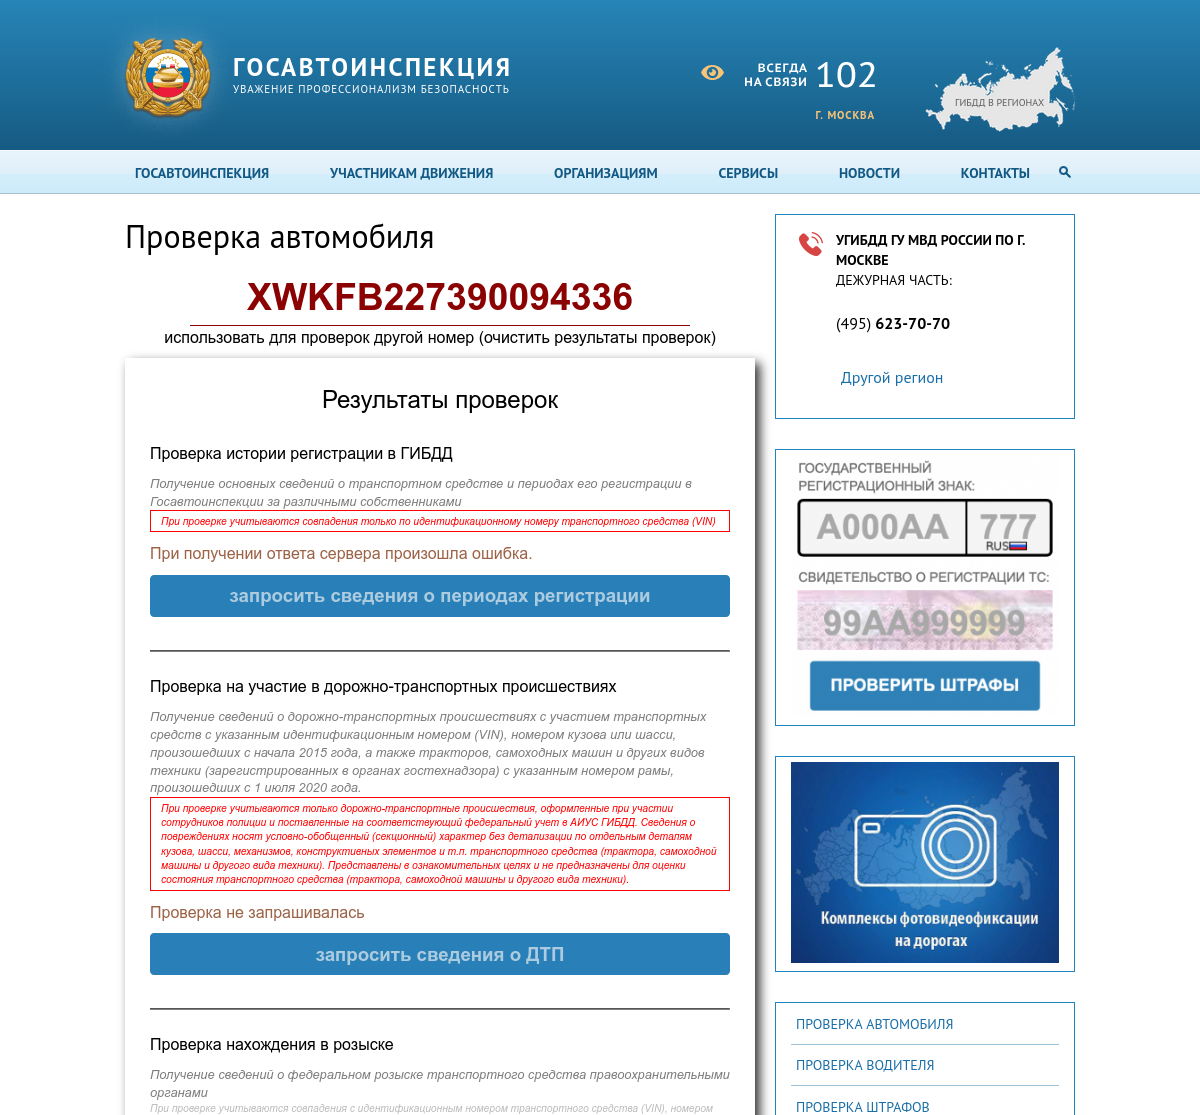 ГОСАВТОИНСПЕКЦИЯ
УВАЖЕНИЕ ПРОФЕССИОНАЛИЗМ БЕЗОПАСНОСТЬ
ВСЕГДА
НА СВЯЗИ
102
Г. МОСКВА
ГИБДД В РЕГИОНАХ
ГОСАВТОИНСПЕКЦИЯ УЧАСТНИКАМ ДВИЖЕНИЯ ОРГАНИЗАЦИЯМ СЕРВИСЫ НОВОСТИ КОНТАКТЫ
Проверка автомобиля
XWKFB227390094336
использовать для проверок другой номер (очистить результаты проверок)
Результаты проверок
Проверка истории регистрации в ГИБДД
Получение основных сведений о транспортном средстве и периодах его регистрации в
Госавтоинспекции за различными собственниками
При проверке учитываются совпадения только по идентификационному номеру транспортного средства (VIN)
При получении ответа сервера произошла ошибка.
запросить сведения о периодах регистрации
Проверка на участие в дорожно-транспортных происшествиях
Получение сведений о дорожно-транспортных происшествиях с участием транспортных
средств с указанным идентификационным номером (VIN), номером кузова или шасси,
произошедших с начала 2015 года, а также тракторов, самоходных машин и других видов
техники (зарегистрированных в органах гостехнадзора) с указанным номером рамы,
произошедших с 1 июля 2020 года.
При проверке учитываются только дорожно-транспортные происшествия, оформленные при участии
сотрудников полиции и поставленные на соответствующий федеральный учет в АИУС ГИБДД. Сведения о
повреждениях носят условно-обобщенный (секционный) характер без детализации по отдельным деталям
кузова, шасси, механизмов, конструктивных элементов и т.п. транспортного средства (трактора, самоходной
машины и другого вида техники). Представлены в ознакомительных целях и не предназначены для оценки
состояния транспортного средства (трактора, самоходной машины и другого вида техники).
Проверка не запрашивалась
запросить сведения о ДТП
Проверка нахождения в розыске
Получение сведений о федеральном розыске транспортного средства правоохранительными
органами
При проверке учитываются совпадения с идентификационным номером транспортного средства (VIN), номером
УГИБДД ГУ МВД РОССИИ ПО Г.
МОСКВЕ
ДЕЖУРНАЯ ЧАСТЬ:
(495) 623-70-70
Другой регион
ГОСУДАРСТВЕННЫЙ
РЕГИСТРАЦИОННЫЙ ЗНАК:
А000АА 777
RUS
СВИДЕТЕЛЬСТВО О РЕГИСТРАЦИИ ТС:
99АА999999
ПРОВЕРИТЬ ШТРАФЫ
Комплексы фотовидеофиксации
на дорогах
ПРОВЕРКА АВТОМОБИЛЯ
ПРОВЕРКА ВОДИТЕЛЯ
ПРОВЕРКА ШТРАФОВ